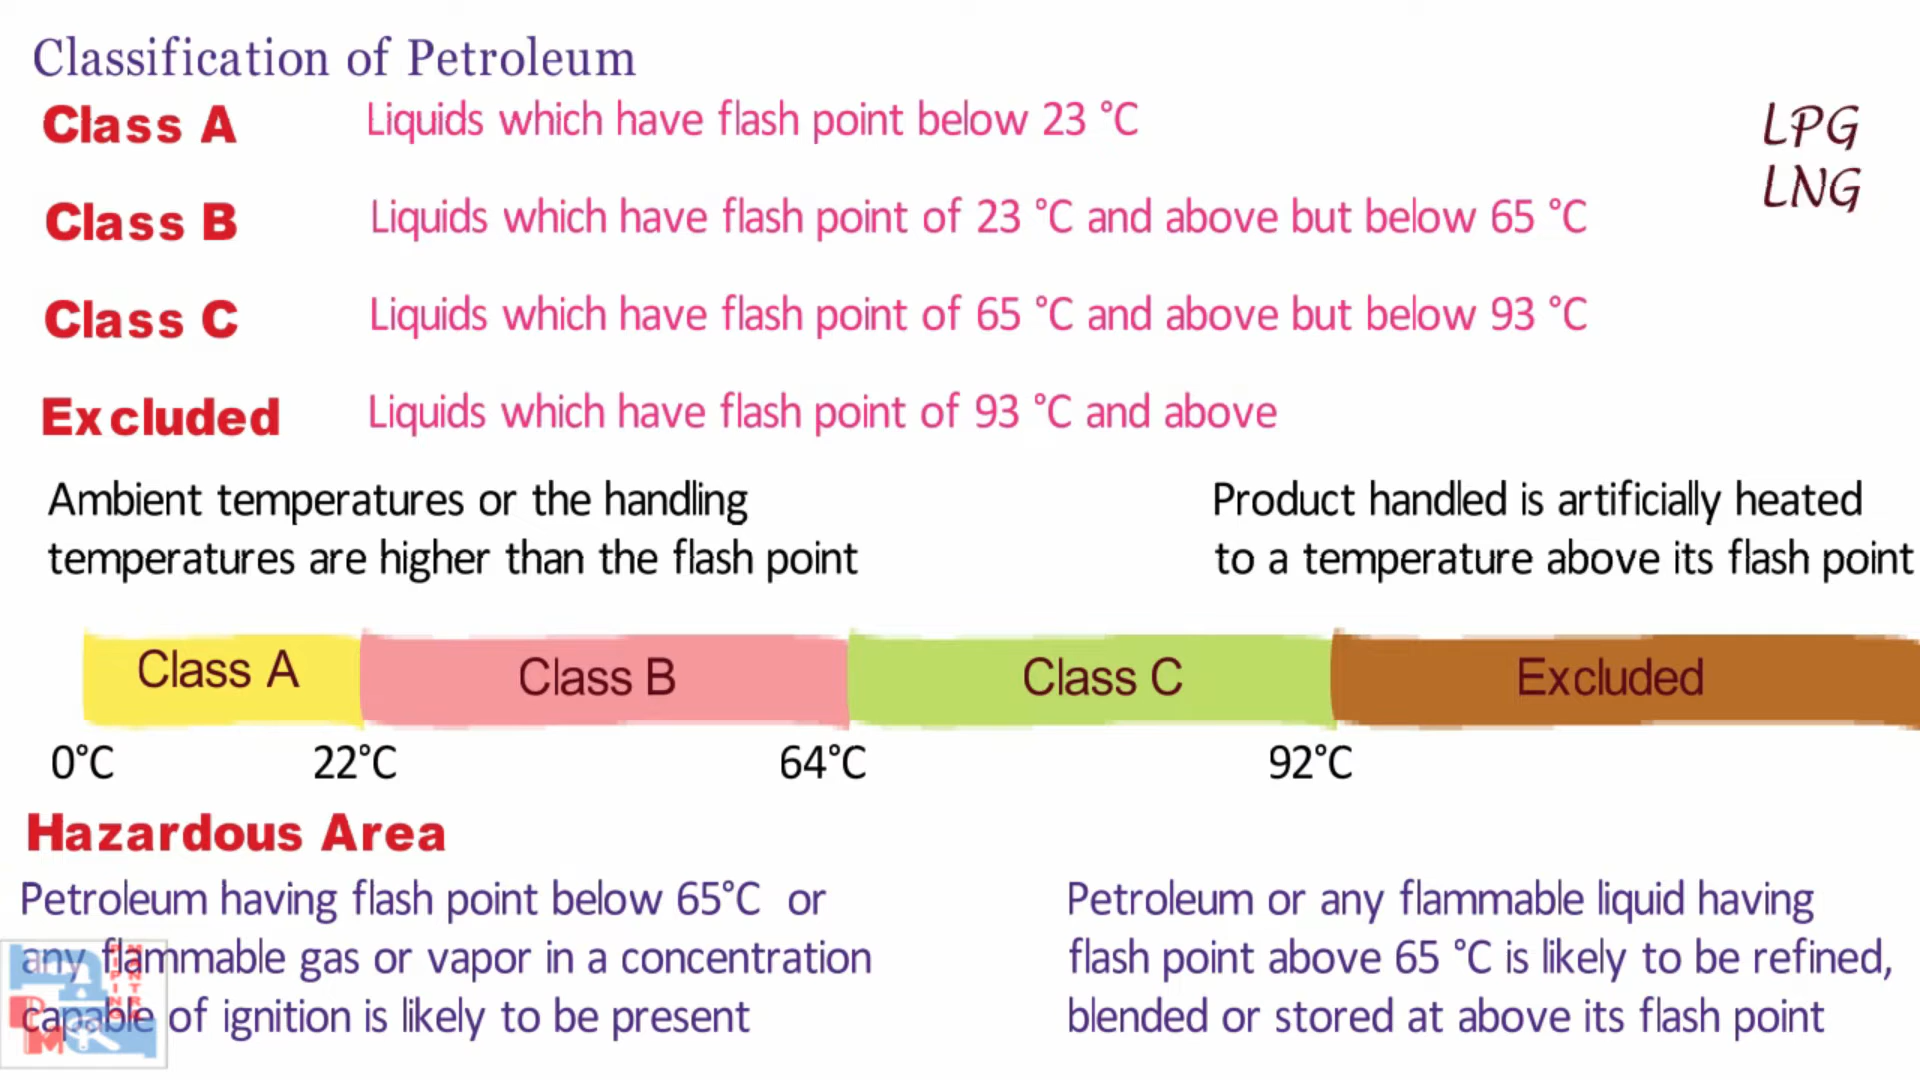 Classification of Petroleum
Class A Liquids which have flash point below 23 °C
LPG
LNG
Class B Liquids which have flash point of 23 °C and above but below 65 °C
Class C Liquids which have flash point of 65 °C and above but below 93 °C
Excluded Liquids which have flash point of 93 °C and above
Ambient temperatures or the handling
temperatures are higher than the flash point
Product handled is artificially heated
to a temperature above its flash point
Class A Class B Class C Excluded
0°C 22°C 64°C 92°C
Hazardous Area
Petroleum having flash point below 65°C or
any flammable gas or vapor in a concentration
capable of ignition is likely to be present
Petroleum or any flammable liquid having
flash point above 65 °C is likely to be refined,
blended or stored at above its flash point
PIPING
MANTRA
PM